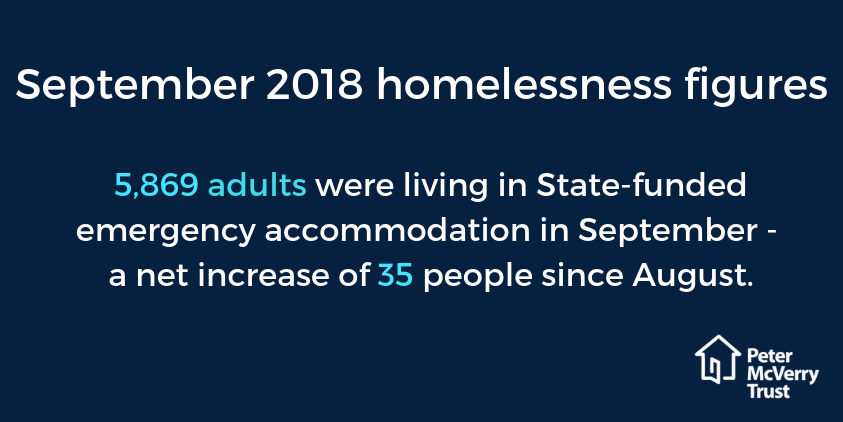 September 2018 homelessness figures
5,869 adults were living in State-funded
emergency accommodation in September -
a net increase of 35 people since August.
Peter
McVerry
Trust